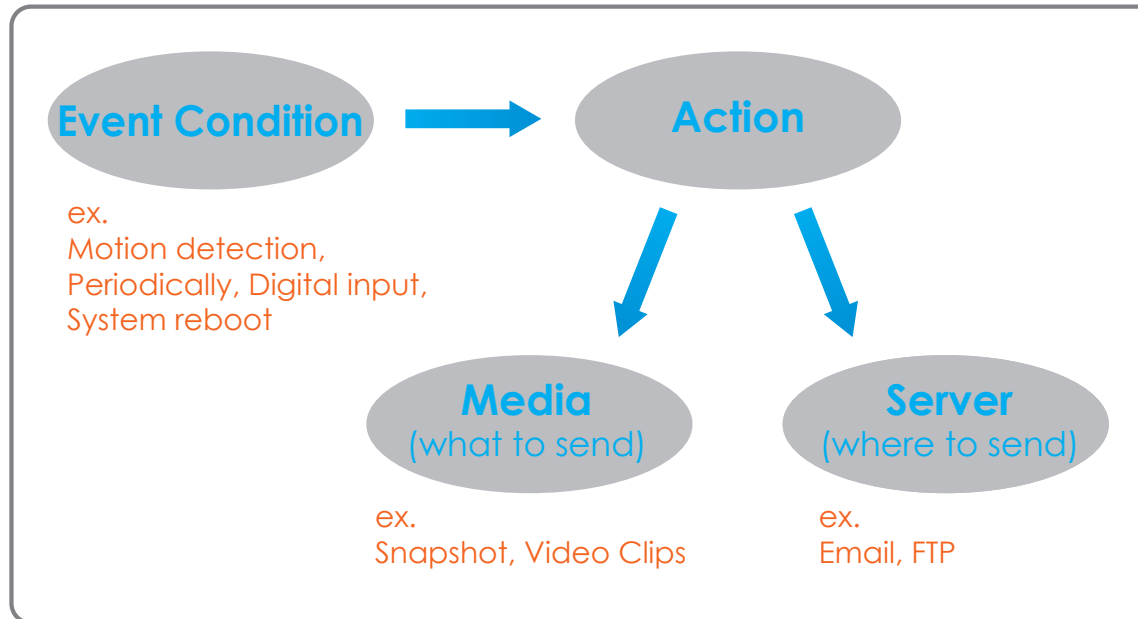 Event Condition
Action
ex.
Motion detection,
Periodically, Digital input,
System reboot
Media
(what to send)
Server
(where to send)
ex.
Snapshot, Video Clips
ex.
Email, FTP